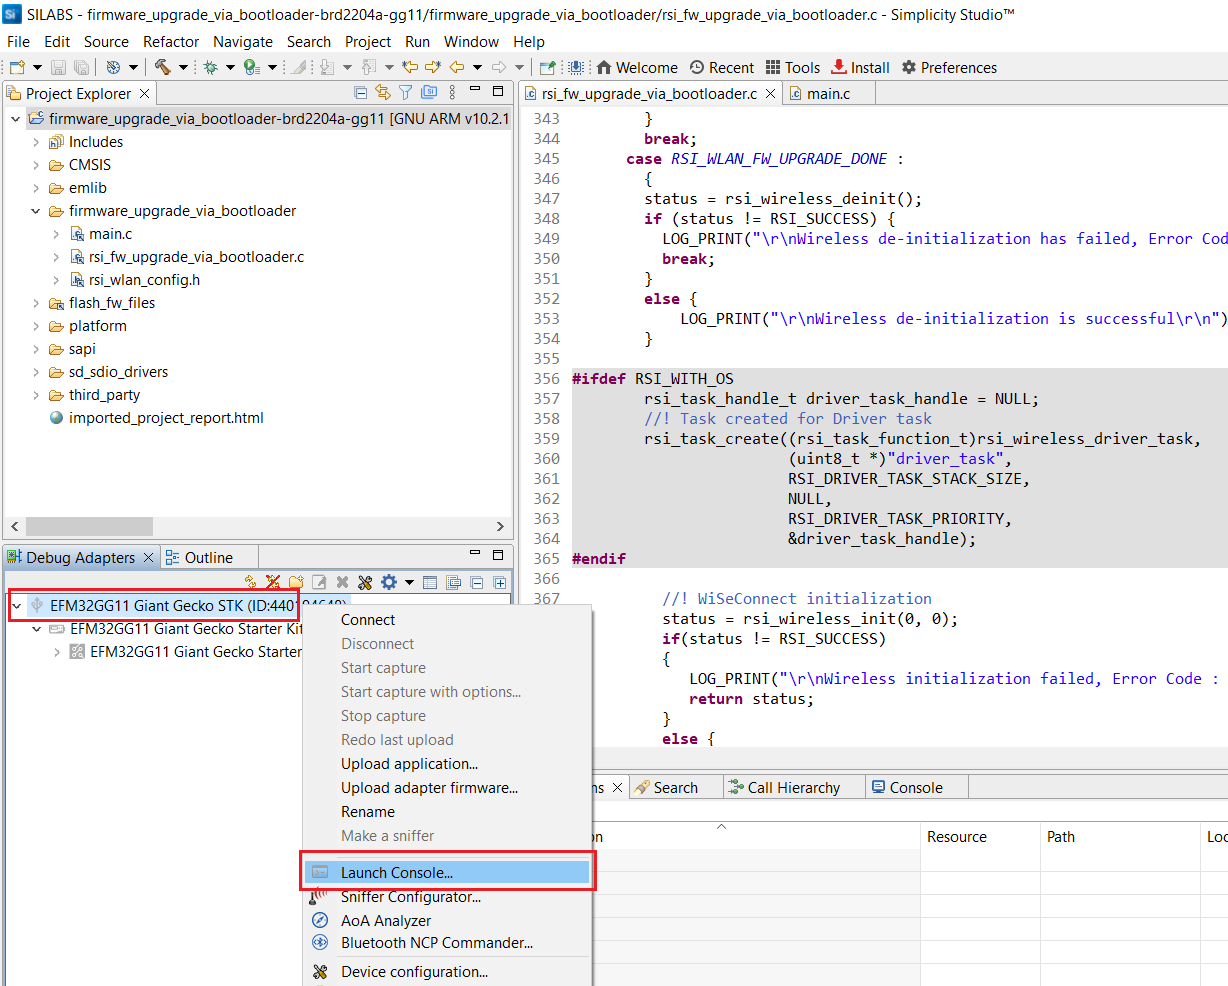 SILABS - firmware_upgrade_via_bootloader-brd2204a-gg11/firmware_upgrade_via_bootloader/rsi_fw_upgrade_via_bootloader.c - Simplicity Studio™
File Edit Source Refactor Navigate Search Project Run Window Help
Welcome Recent Tools Install Preferences
Project Explorer
firmware_upgrade_via_bootloader-brd2204a-gg11 [GNU ARM v10.2.1
Includes
CMSIS
emlib
firmware_upgrade_via_bootloader
main.c
rsi_fw_upgrade_via_bootloader.c
rsi_wlan_config.h
flash_fw_files
platform
sapi
sd_sdio_drivers
third_party
imported_project_report.html
rsi_fw_upgrade_via_bootloader.c main.c
343 }
344 break;
345 case RSI_WLAN_FW_UPGRADE_DONE :
346 {
347 status = rsi_wireless_deinit();
348 if (status != RSI_SUCCESS) {
349 LOG_PRINT("\r\nWireless de-initialization has failed, Error Cod
350 break;
351 }
352 else {
353 LOG_PRINT("\r\nWireless de-initialization is successful\r\n")
354 }
355
356 #ifdef RSI_WITH_OS
357 rsi_task_handle_t driver_task_handle = NULL;
358 //! Task created for Driver task
359 rsi_task_create((rsi_task_function_t)rsi_wireless_driver_task,
360 (uint8_t *)"driver_task",
361 RSI_DRIVER_TASK_STACK_SIZE,
362 NULL,
363 RSI_DRIVER_TASK_PRIORITY,
364 &driver_task_handle);
365 #endif
366
367 //! WiSeConnect initialization
status = rsi_wireless_init(0, 0);
if(status != RSI_SUCCESS)
{
LOG_PRINT("\r\nWireless initialization failed, Error Code :
return status;
}
else {
Debug Adapters Outline
EFM32GG11 Giant Gecko STK
EFM32GG11 Giant Gecko Starter Kit
EFM32GG11 Giant Gecko Starter
Connect
Disconnect
Start capture
Start capture with options...
Stop capture
Redo last upload
Upload application...
Upload adapter firmware...
Rename
Make a sniffer
Launch Console...
Sniffer Configurator...
AoA Analyzer
Bluetooth NCP Commander...
Device configuration...
ns Search Call Hierarchy Console
on Resource Path Loc